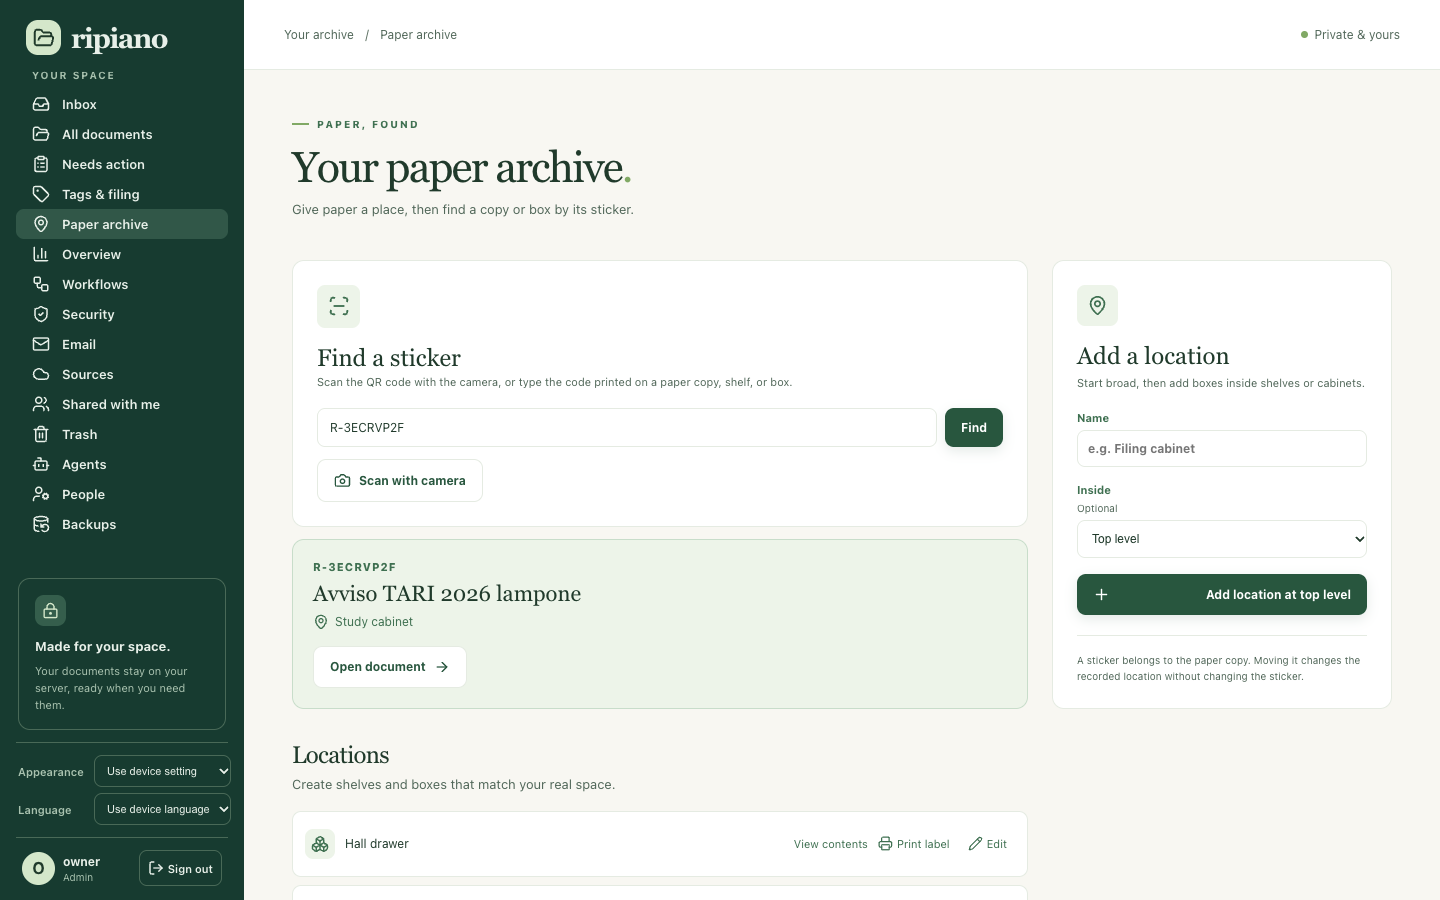 ripiano
YOUR SPACE
Inbox
All documents
Needs action
Tags & filing
Paper archive
Overview
Workflows
Security
Email
Sources
Shared with me
Trash
Agents
People
Backups
Made for your space.
Your documents stay on your
server, ready when you need
them.
Appearance
Use device setting
Language
Use device language
O
owner
Admin
Sign out
Your archive / Paper archive
Private & yours
PAPER, FOUND
Your paper archive.
Give paper a place, then find a copy or box by its sticker.
Find a sticker
Scan the QR code with the camera, or type the code printed on a paper copy, shelf, or box.
R-3ECRVP2F
Find
Scan with camera
R-3ECRVP2F
Avviso TARI 2026 lampone
Study cabinet
Open document
Add a location
Start broad, then add boxes inside shelves or cabinets.
Name
e.g. Filing cabinet
Inside
Optional
Top level
Add location at top level
A sticker belongs to the paper copy. Moving it changes the
recorded location without changing the sticker.
Locations
Create shelves and boxes that match your real space.
Hall drawer
View contents
Print label
Edit